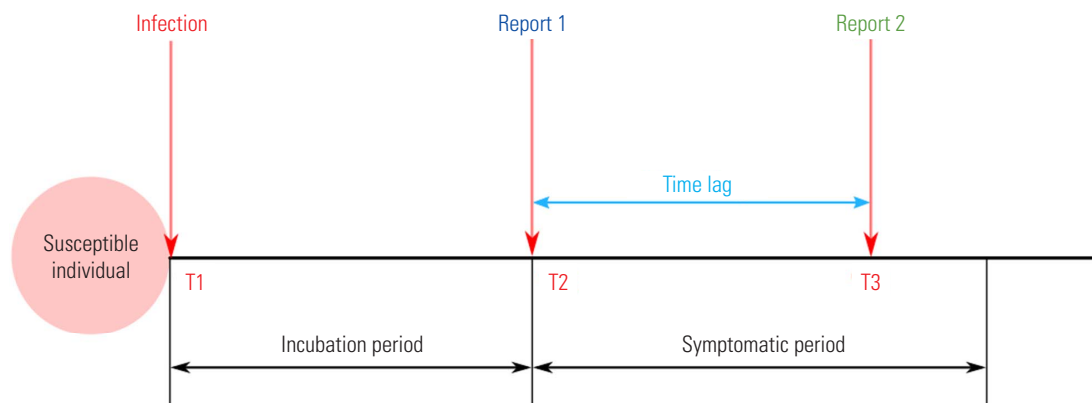 Infection
Report 1
Report 2
Time lag
Susceptible
individual
T1
T2
T3
Incubation period
Symptomatic period